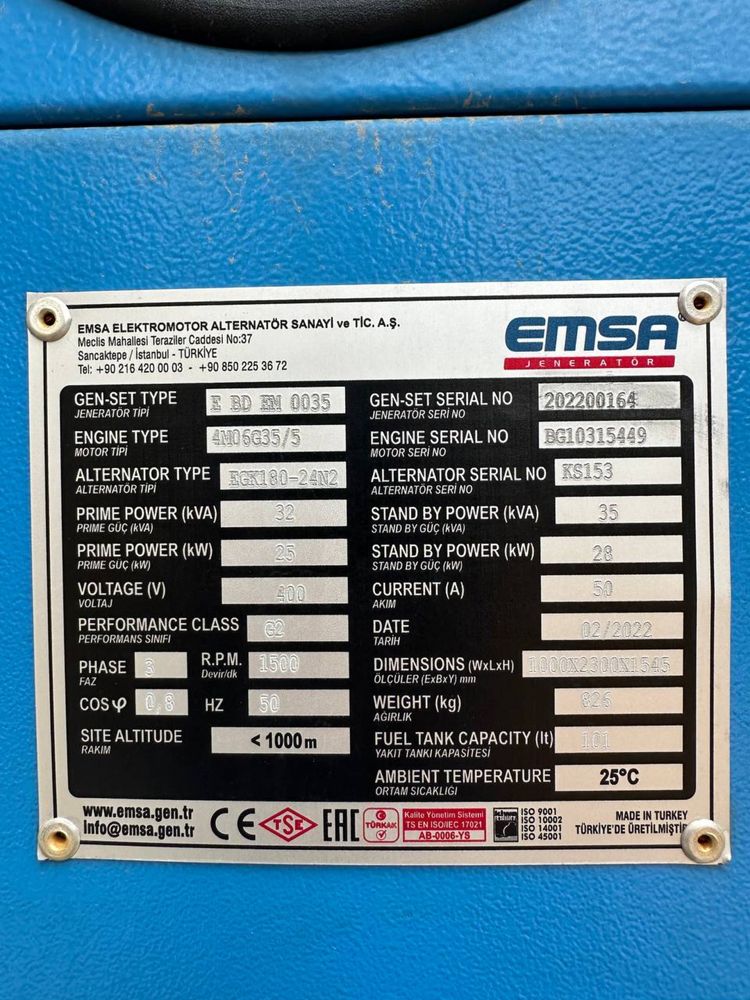 EMSA ELEKTROMOTOR ALTERNATÖR SANAYİ ve TİC. A.Ş.
Meclis Mahallesi Teraziler Caddesi No:37
Sancaktepe / İstanbul - TÜRKİYE
Tel: +90 216 420 00 03 - +90 850 225 36 72
EMSA®
JENERATÖR
GEN-SET TYPE E BD EM 0035
JENERATÖR TİPİ
ENGINE TYPE 4M06G35/5
MOTOR TİPİ
ALTERNATOR TYPE EGK180-24N2
ALTERNATÖR TİPİ
PRIME POWER (kVA) 32
PRIME GÜÇ (kVA)
PRIME POWER (kW) 25
PRIME GÜÇ (kW)
VOLTAGE (V) 400
VOLTAJ
PERFORMANCE CLASS G2
PERFORMANS SINIFI
PHASE 3 R.P.M. 1500
FAZ Devir/dk
COS φ 0,8 HZ 50
SITE ALTITUDE < 1000 m
RAKIM
GEN-SET SERIAL NO 202200164
JENERATÖR SERİ NO
ENGINE SERIAL NO BG10315449
MOTOR SERİ NO
ALTERNATOR SERIAL NO KS153
ALTERNATÖR SERİ NO
STAND BY POWER (kVA) 35
STAND BY GÜÇ (kVA)
STAND BY POWER (kW) 28
STAND BY GÜÇ (kW)
CURRENT (A) 50
AKIM
DATE 02/2022
TARİH
DIMENSIONS (WxLxH) 1000X2300X1545
ÖLÇÜLER (ExBxY) mm
WEIGHT (kg) 826
AGIRLIK
FUEL TANK CAPACITY (lt) 101
YAKIT TANKI KAPASİTESİ
AMBIENT TEMPERATURE 25°C
ORTAM SICAKLIĞI
www.emsa.gen.tr
info@emsa.gen.tr
CE
TSE
EAC
TÜRKAK
Kalite Yönetim Sistemi
TS EN ISO/IEC 17021
AB-0006-YS
ISO 9001
ISO 10002
ISO 14001
ISO 45001
MADE IN TURKEY
TÜRKİYE'DE ÜRETİLMİŞTİR